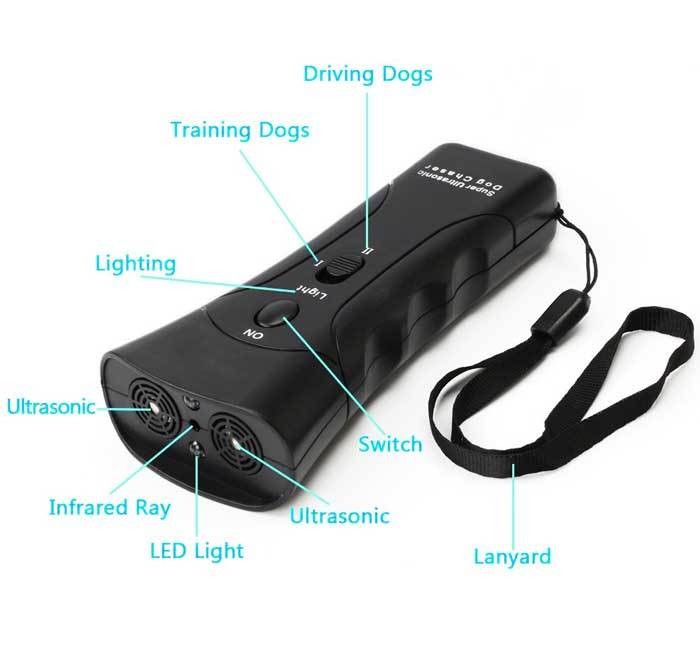 Driving Dogs
Training Dogs
Super Ultrasonic
Dog Chaser
II
I
Lighting
Light
ON
Ultrasonic
Switch
Infrared Ray
Ultrasonic
LED Light
Lanyard